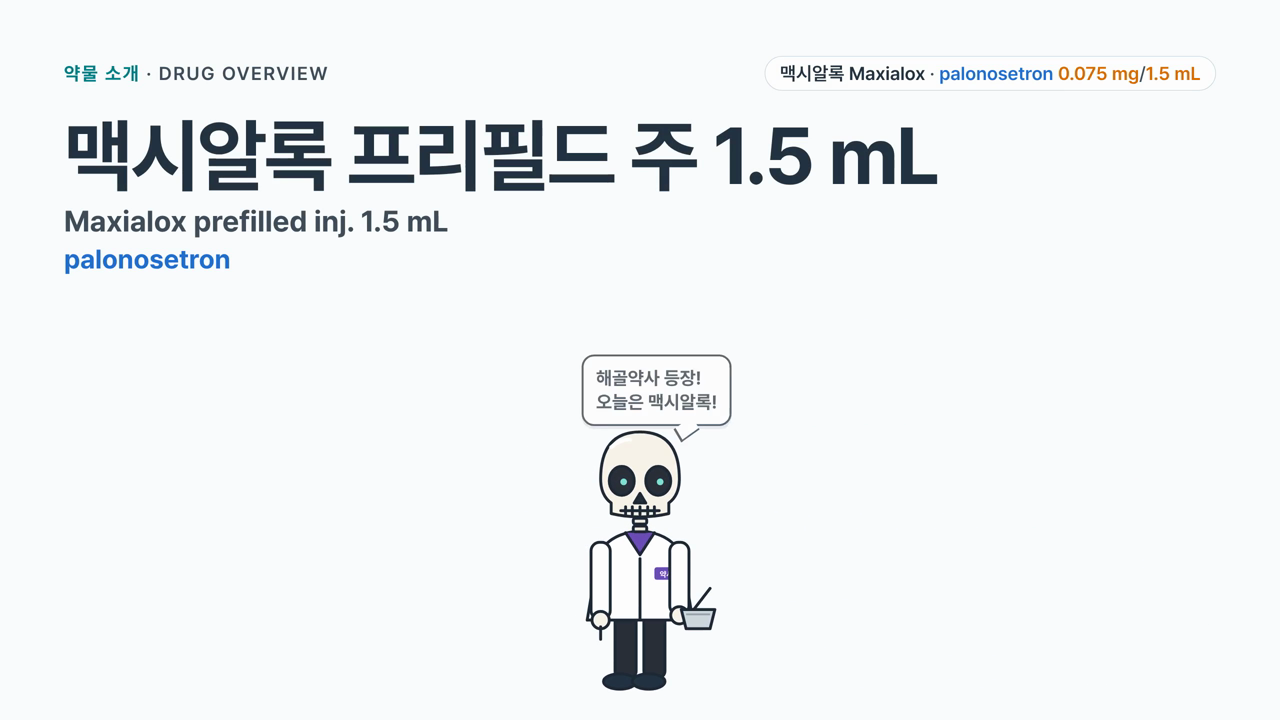 약물 소개 · DRUG OVERVIEW
맥시알록 Maxialox · palonosetron 0.075 mg/1.5 mL
맥시알록 프리필드 주 1.5 mL
Maxialox prefilled inj. 1.5 mL
palonosetron
해골약사 등장!
오늘은 맥시알록!